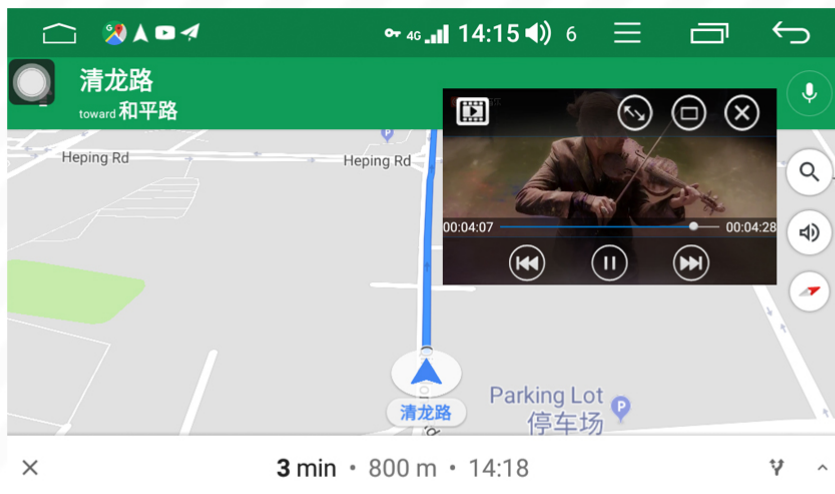 4G 14:15 6
清龙路
toward 和平路
Heping Rd
Heping Rd
00:04:07 00:04:28
清龙路
Parking Lot
停车场
3 min • 800 m • 14:18